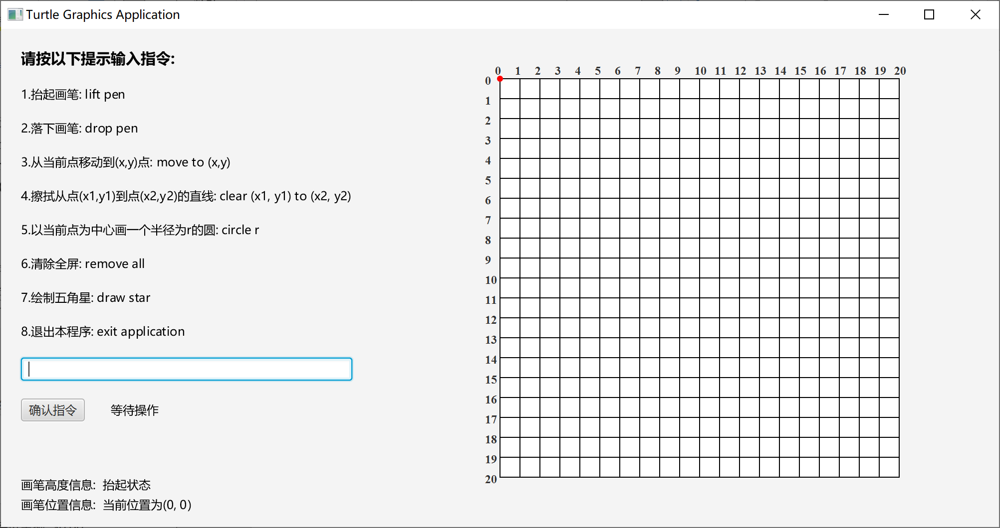 Turtle Graphics Application
请按以下提示输入指令:
1.抬起画笔: lift pen
2.落下画笔: drop pen
3.从当前点移动到(x,y)点: move to (x,y)
4.擦拭从点(x1,y1)到点(x2,y2)的直线: clear (x1, y1) to (x2, y2)
5.以当前点为中心画一个半径为r的圆: circle r
6.清除全屏: remove all
7.绘制五角星: draw star
8.退出本程序: exit application
确认指令 等待操作
画笔高度信息: 抬起状态
画笔位置信息: 当前位置为(0, 0)
0 1 2 3 4 5 6 7 8 9 10 11 12 13 14 15 16 17 18 19 20
0
1
2
3
4
5
6
7
8
9
10
11
12
13
14
15
16
17
18
19
20